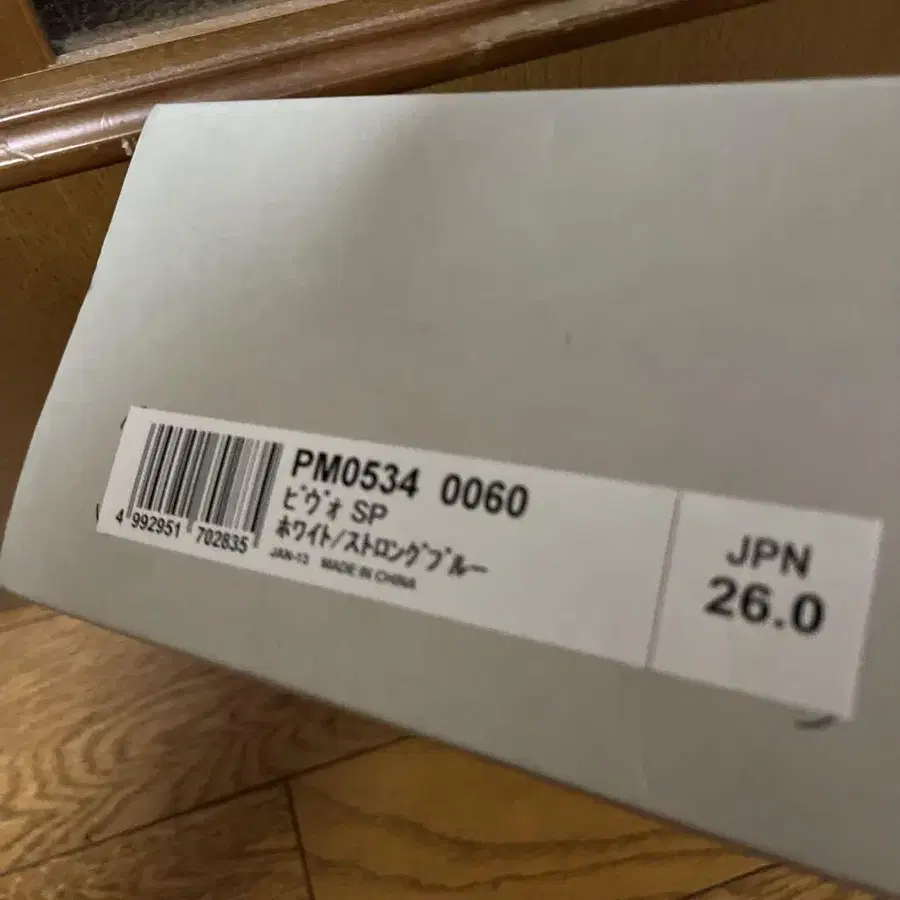 PM0534 0060
ﾋﾞｳﾞｫ SP
ﾎﾜｲﾄ/ｽﾄﾛﾝｸﾞﾌﾞﾙｰ
JAN-13 MADE IN CHINA
4 992951 702835
JPN
26.0